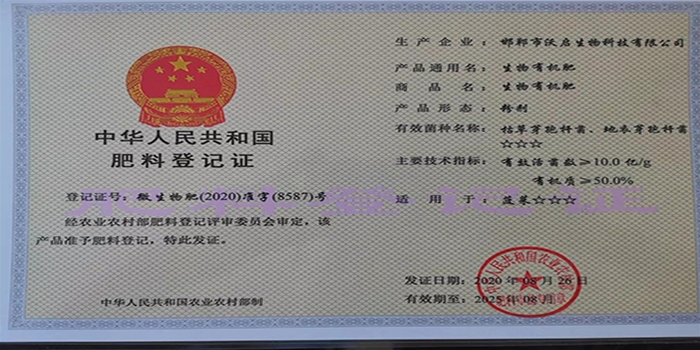 中华人民共和国
肥料登记证
登记证号：微生物肥(2020)准字(8587)号
经农业农村部肥料登记评审委员会审定，该
产品准予肥料登记，特此发证。
中华人民共和国农业农村部制
生产企业：邯郸市沃启生物科技有限公司
产品通用名：生物有机肥
商品名：生物有机肥
产品形态：粉剂
有效菌种名称：枯草芽孢杆菌、地衣芽孢杆菌
☆☆☆
主要技术指标：有效活菌数≥10.0亿/g
有机质≥50.0%
适用于：菠菜☆☆☆
发证日期：2020年08月26日
有效期至：2025年08月